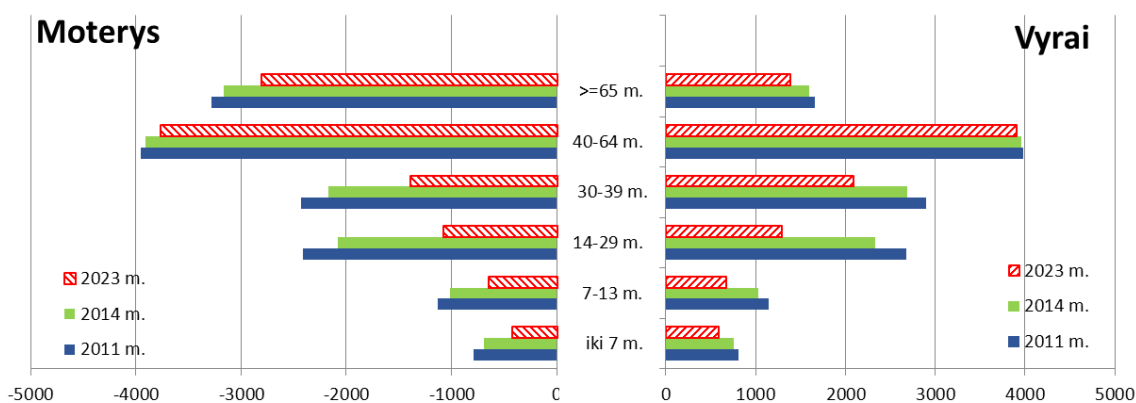 Moterys
Vyrai
>=65 m.
40-64 m.
30-39 m.
14-29 m.
7-13 m.
iki 7 m.
2023 m.
2014 m.
2011 m.
2023 m.
2014 m.
2011 m.
-5000 -4000 -3000 -2000 -1000 0
0 1000 2000 3000 4000 5000